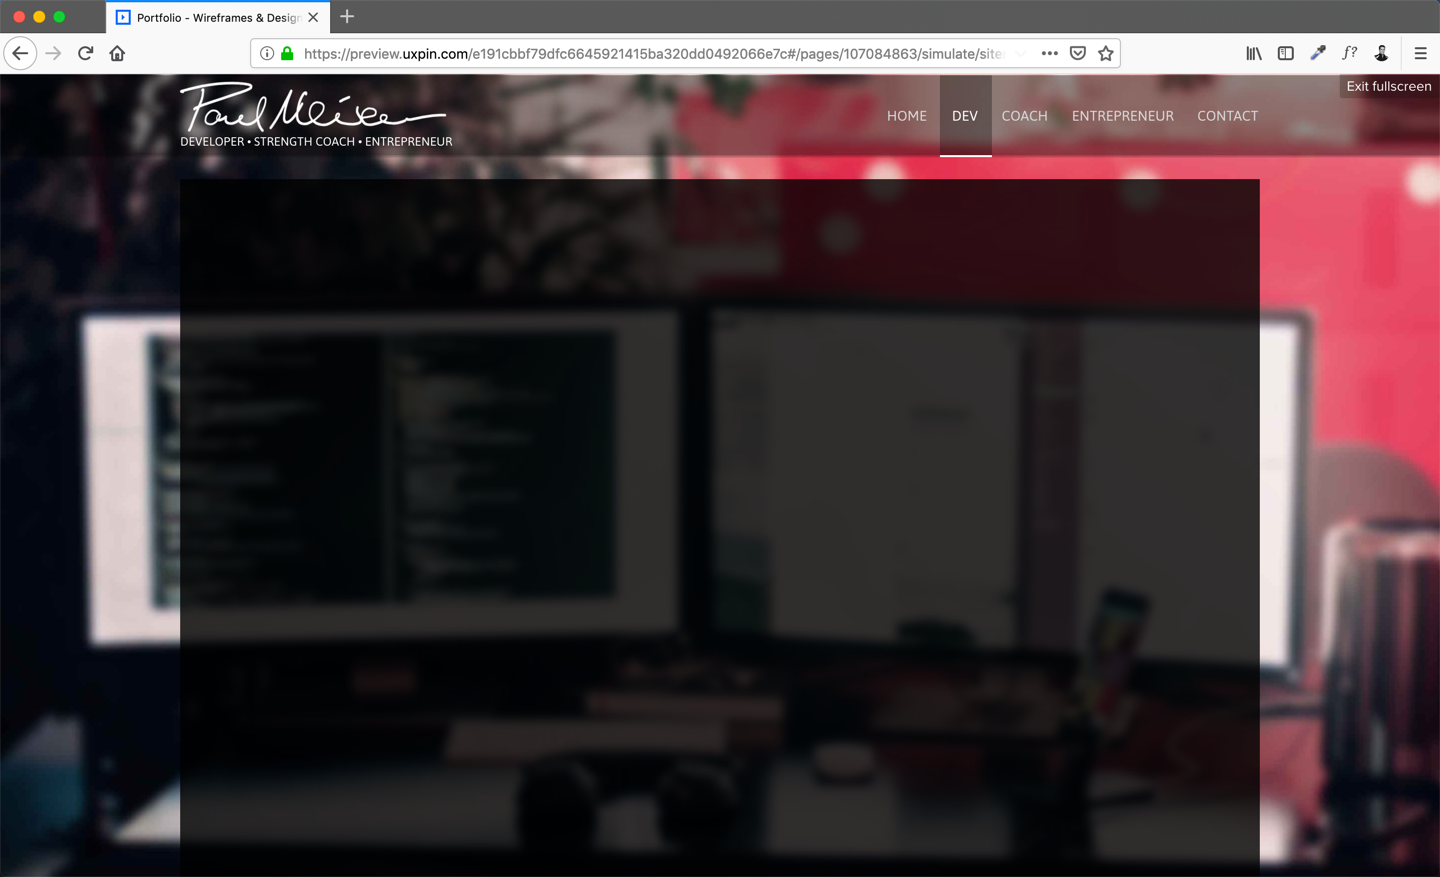 Portfolio - Wireframes & Design
https://preview.uxpin.com/e191cbbf79dfc6645921415ba320dd0492066e7c#/pages/107084863/simulate/site
f?
Exit fullscreen
Paul Meixner
DEVELOPER • STRENGTH COACH • ENTREPRENEUR
HOME DEV COACH ENTREPRENEUR CONTACT